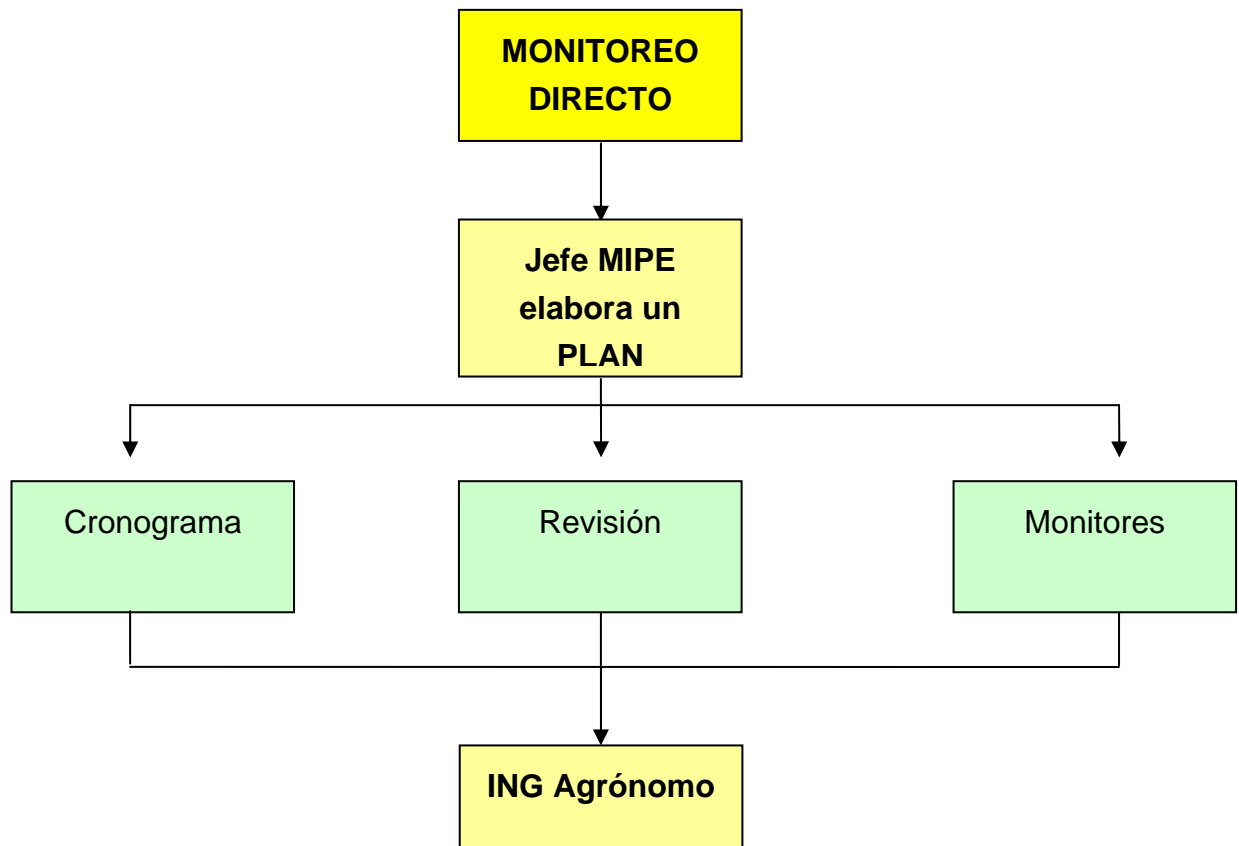 MONITOREO
DIRECTO
Jefe MIPE
elabora un
PLAN
Cronograma
Revisión
Monitores
ING Agrónomo